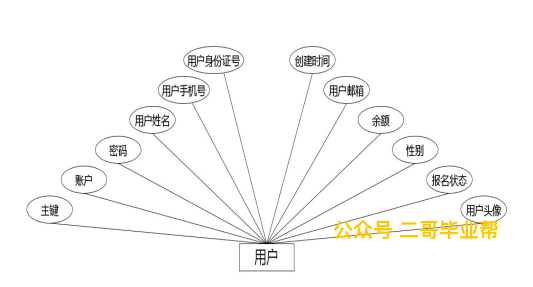 用户身份证号
创建时间
用户手机号
用户邮箱
用户姓名
余额
密码
性别
账户
报名状态
主键
用户头像
公众号 二哥毕业帮
用户